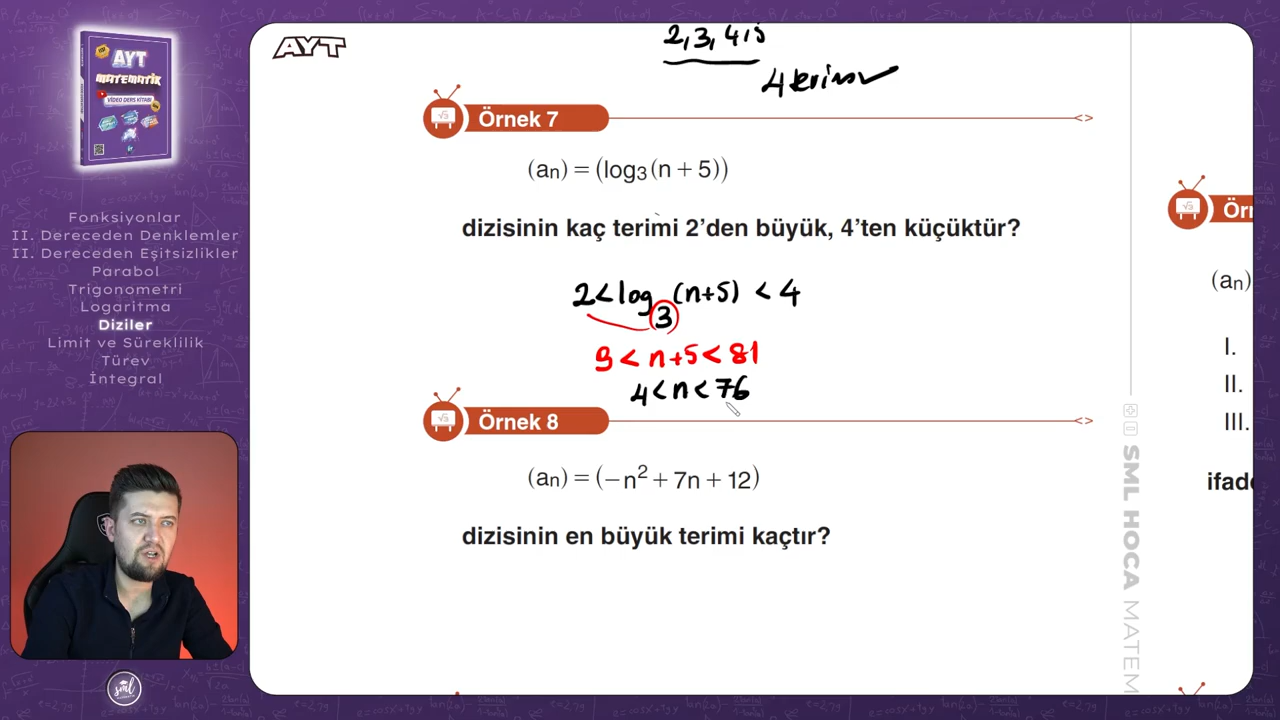 AYT
MATEMATİK
VİDEO DERS KİTABI
Fonksiyonlar
II. Dereceden Denklemler
II. Dereceden Eşitsizlikler
Parabol
Trigonometri
Logaritma
Diziler
Limit ve Süreklilik
Türev
İntegral
sml
AYT
2, 3, 4, 5
4 terim
Örnek 7
(an) = (log3 (n + 5))
dizisinin kaç terimi 2'den büyük, 4'ten küçüktür?
2 < log3 (n+5) < 4
9 < n+5 < 81
4 < n < 76
Örnek 8
(an) = (−n² + 7n + 12)
dizisinin en büyük terimi kaçtır?
SML HOCA MATEM
Ör
(an)
I.
II.
III.
ifade